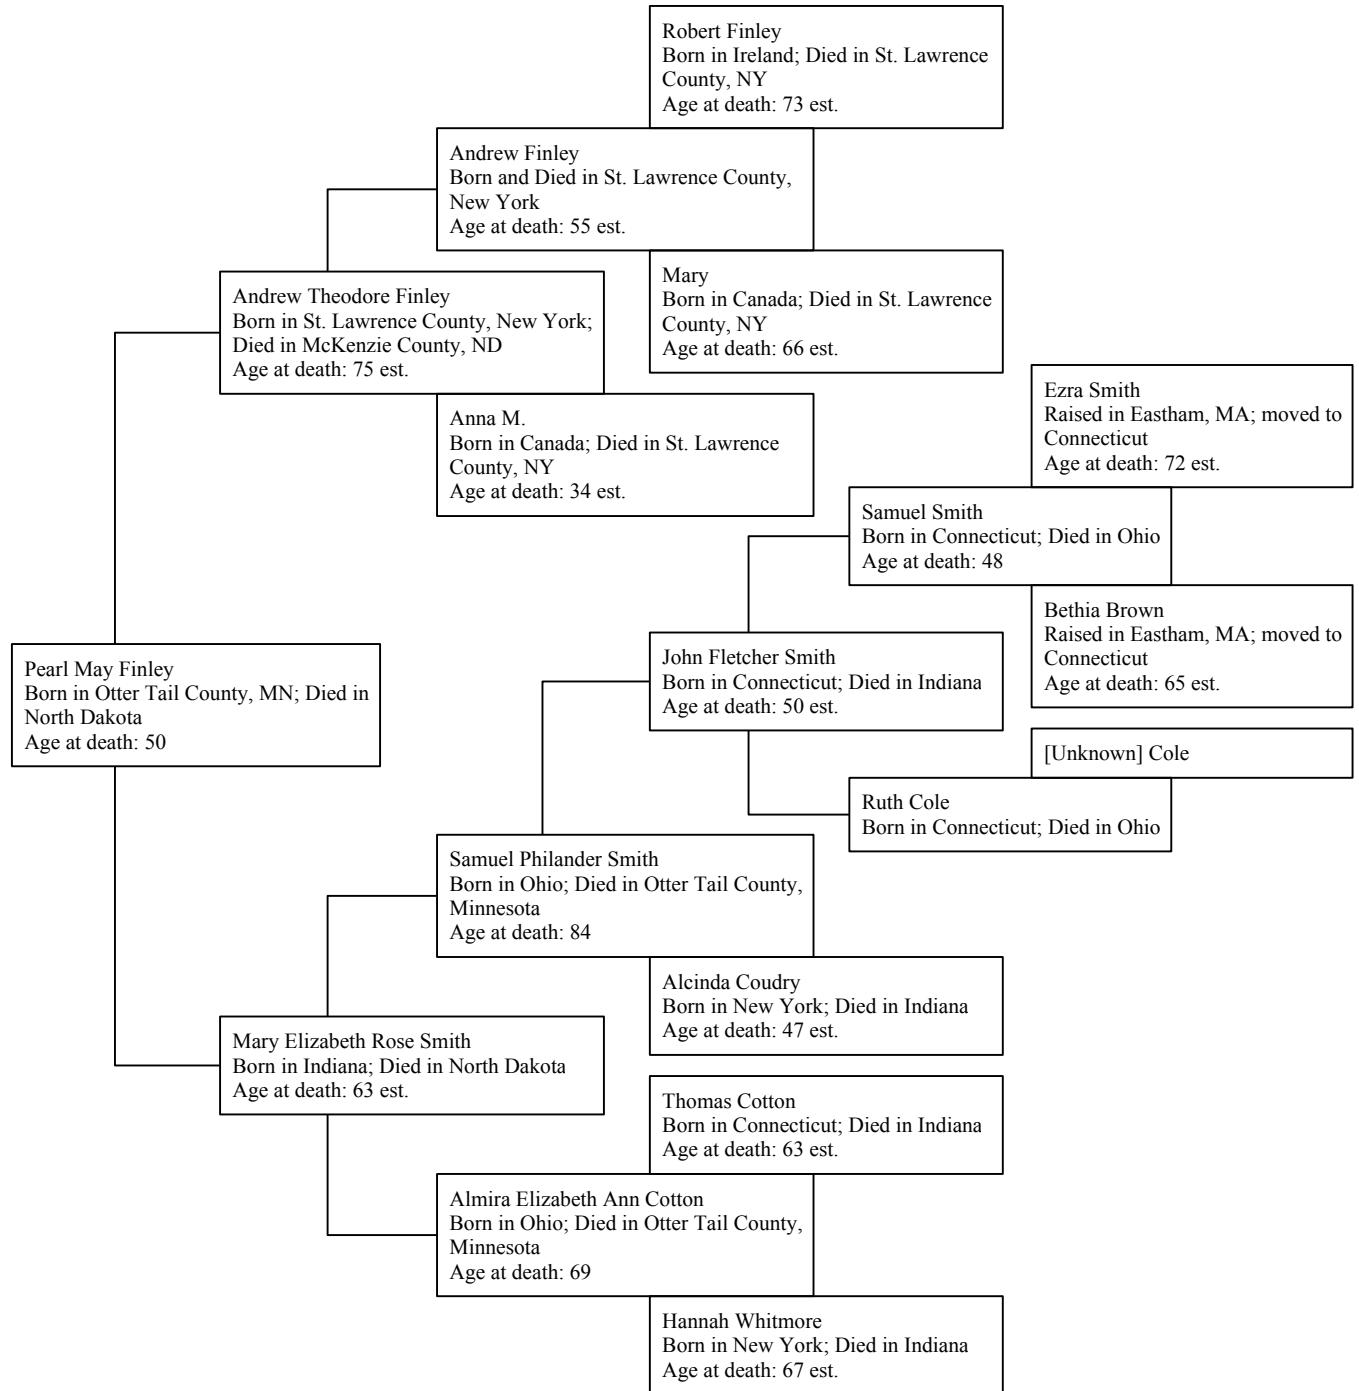 Robert Finley
Born in Ireland; Died in St. Lawrence
County, NY
Age at death: 73 est.
Andrew Finley
Born and Died in St. Lawrence County,
New York
Age at death: 55 est.
Mary
Born in Canada; Died in St. Lawrence
County, NY
Age at death: 66 est.
Andrew Theodore Finley
Born in St. Lawrence County, New York;
Died in McKenzie County, ND
Age at death: 75 est.
Anna M.
Born in Canada; Died in St. Lawrence
County, NY
Age at death: 34 est.
Ezra Smith
Raised in Eastham, MA; moved to
Connecticut
Age at death: 72 est.
Samuel Smith
Born in Connecticut; Died in Ohio
Age at death: 48
Bethia Brown
Raised in Eastham, MA; moved to
Connecticut
Age at death: 65 est.
Pearl May Finley
Born in Otter Tail County, MN; Died in
North Dakota
Age at death: 50
John Fletcher Smith
Born in Connecticut; Died in Indiana
Age at death: 50 est.
[Unknown] Cole
Ruth Cole
Born in Connecticut; Died in Ohio
Samuel Philander Smith
Born in Ohio; Died in Otter Tail County,
Minnesota
Age at death: 84
Alcinda Coudry
Born in New York; Died in Indiana
Age at death: 47 est.
Mary Elizabeth Rose Smith
Born in Indiana; Died in North Dakota
Age at death: 63 est.
Thomas Cotton
Born in Connecticut; Died in Indiana
Age at death: 63 est.
Almira Elizabeth Ann Cotton
Born in Ohio; Died in Otter Tail County,
Minnesota
Age at death: 69
Hannah Whitmore
Born in New York; Died in Indiana
Age at death: 67 est.